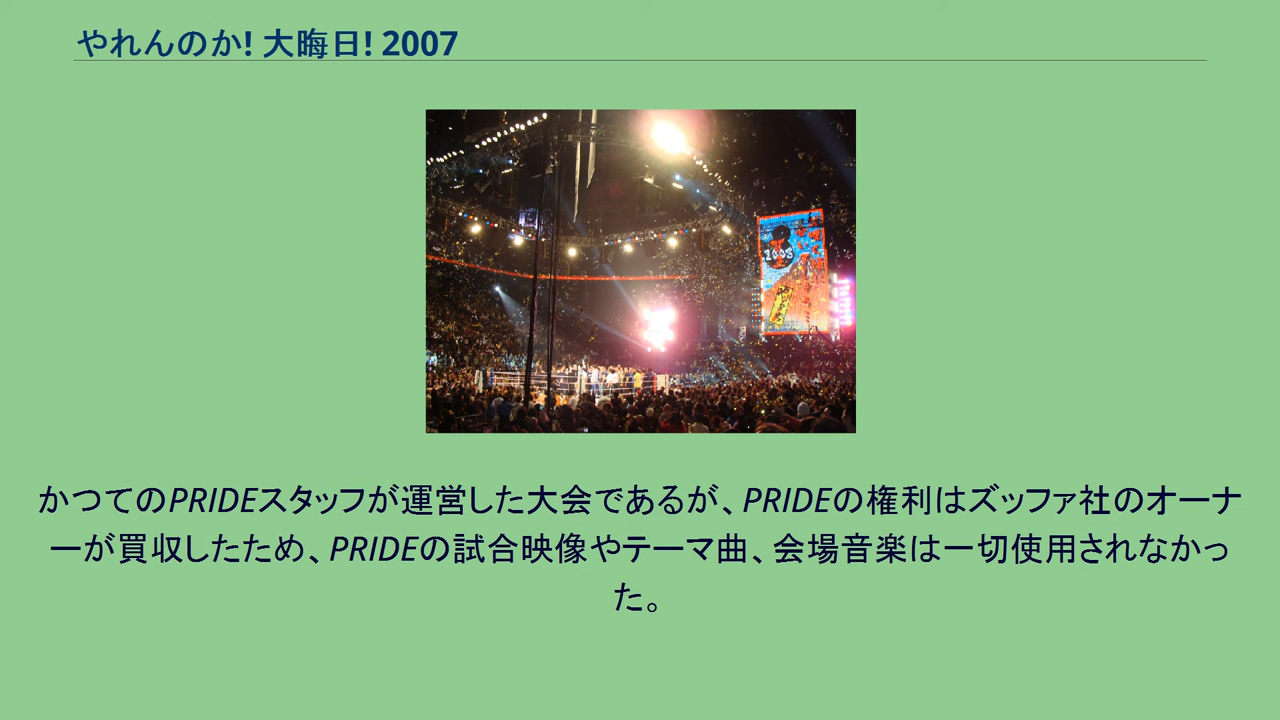 やれんのか! 大晦日! 2007
かつてのPRIDEスタッフが運営した大会であるが、PRIDEの権利はズッファ社のオーナ
ーが買収したため、PRIDEの試合映像やテーマ曲、会場音楽は一切使用されなかっ
た。